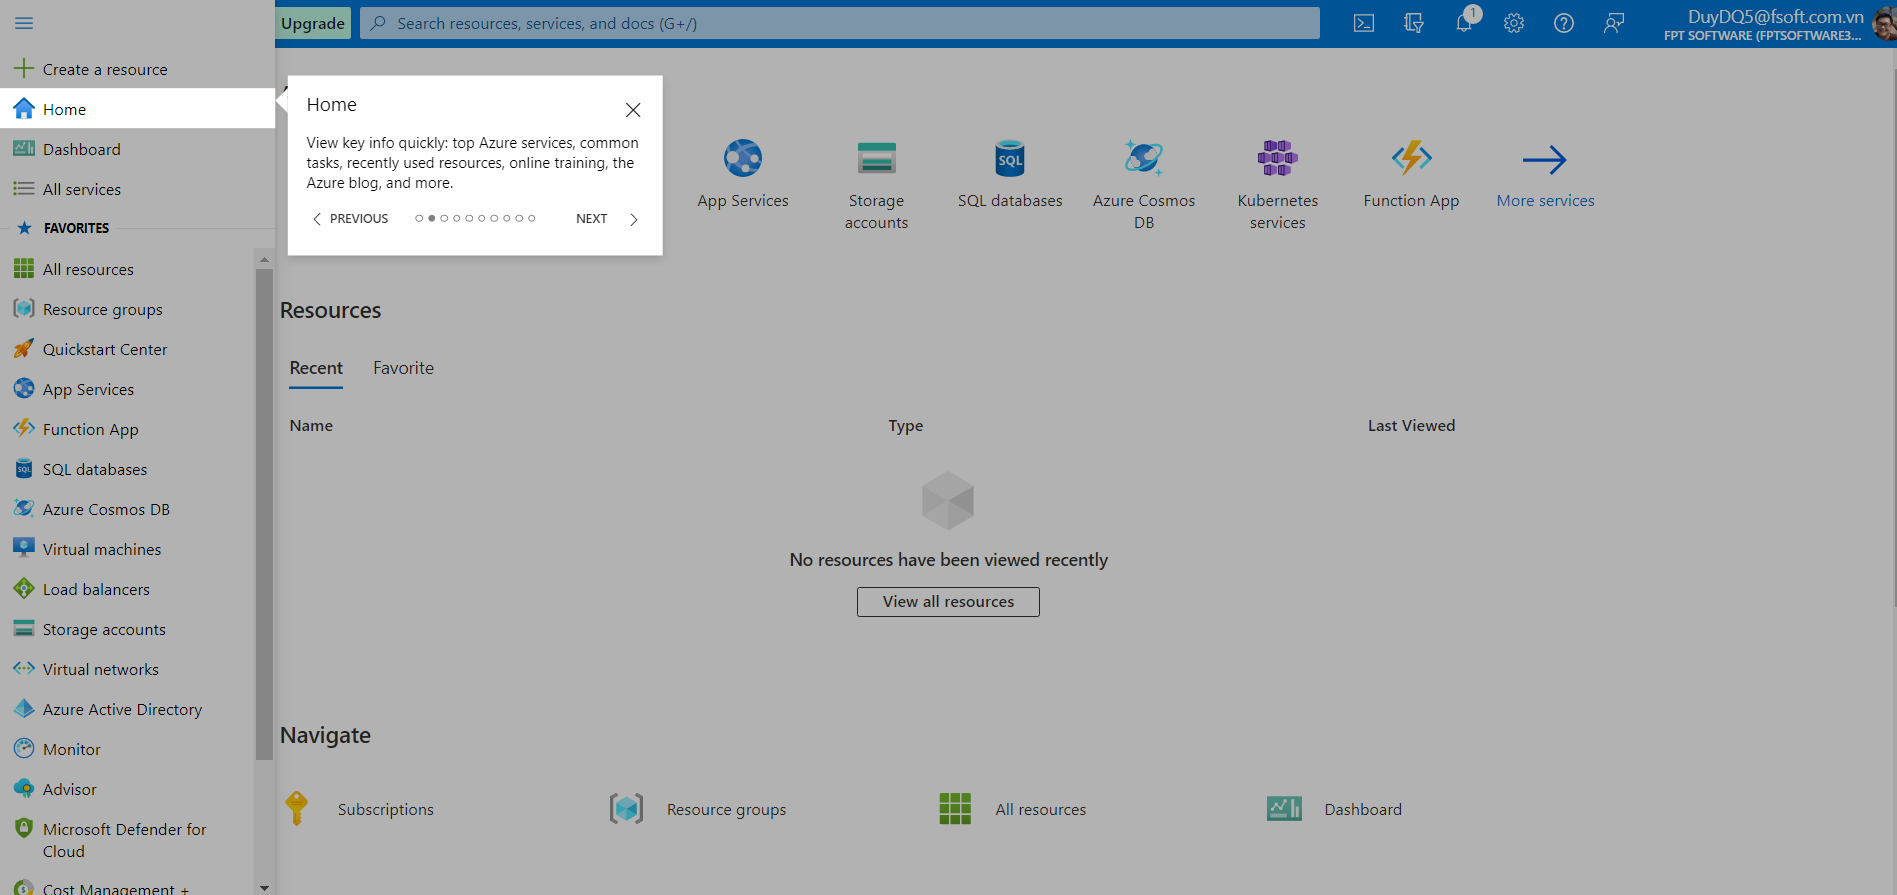 Upgrade
Search resources, services, and docs (G+/)
1
DuyDQ5@fsoft.com.vn
FPT SOFTWARE (FPTSOFTWARE3...
Create a resource
Home
Dashboard
All services
FAVORITES
All resources
Resource groups
Quickstart Center
App Services
Function App
SQL databases
Azure Cosmos DB
Virtual machines
Load balancers
Storage accounts
Virtual networks
Azure Active Directory
Monitor
Advisor
Microsoft Defender for
Cloud
Cost Management +
Home
View key info quickly: top Azure services, common
tasks, recently used resources, online training, the
Azure blog, and more.
PREVIOUS
NEXT
App Services
Storage
accounts
SQL databases
Azure Cosmos
DB
Kubernetes
services
Function App
More services
Resources
Recent
Favorite
Name
Type
Last Viewed
No resources have been viewed recently
View all resources
Navigate
Subscriptions
Resource groups
All resources
Dashboard